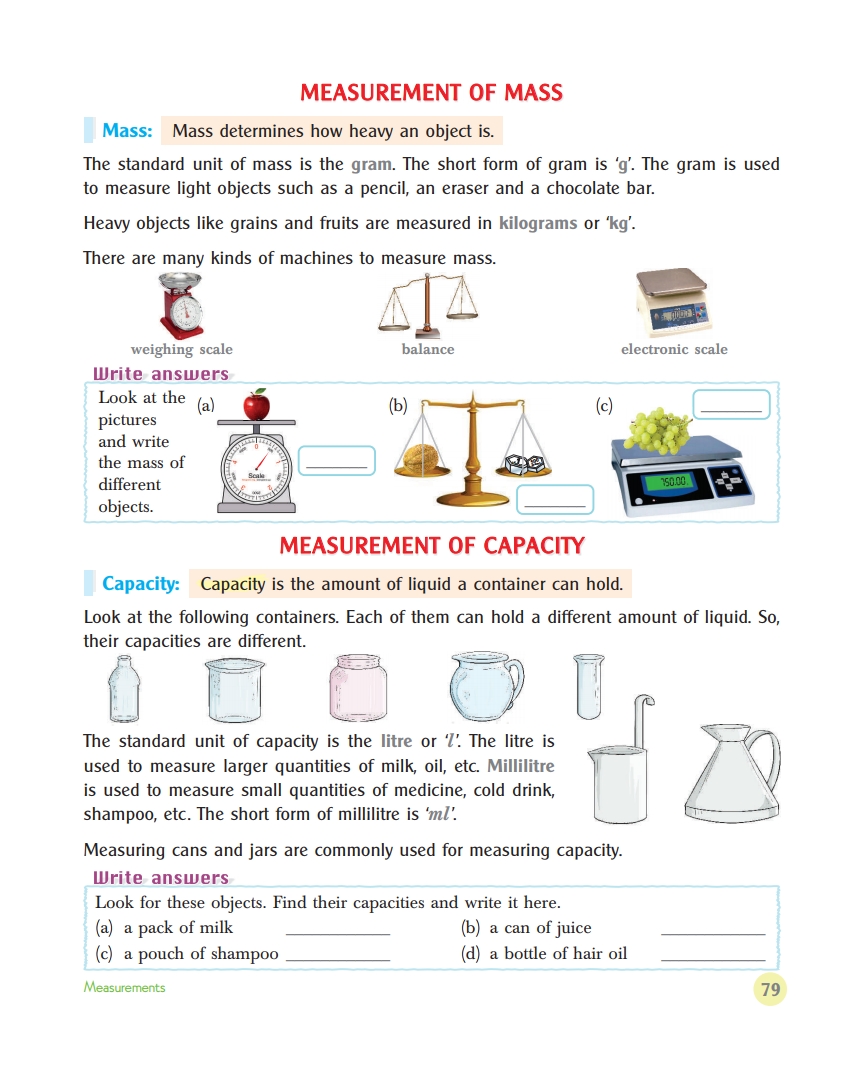 MEASUREMENT OF MASS
Mass: Mass determines how heavy an object is.
The standard unit of mass is the gram. The short form of gram is ‘g’. The gram is used
to measure light objects such as a pencil, an eraser and a chocolate bar.
Heavy objects like grains and fruits are measured in kilograms or ‘kg’.
There are many kinds of machines to measure mass.
weighing scale
balance
electronic scale
Write answers
Look at the
pictures
and write
the mass of
different
objects.
(a)
Scale
(b)
(c)
750.00
MEASUREMENT OF CAPACITY
Capacity: Capacity is the amount of liquid a container can hold.
Look at the following containers. Each of them can hold a different amount of liquid. So,
their capacities are different.
The standard unit of capacity is the litre or ‘l’. The litre is
used to measure larger quantities of milk, oil, etc. Millilitre
is used to measure small quantities of medicine, cold drink,
shampoo, etc. The short form of millilitre is ‘ml’.
Measuring cans and jars are commonly used for measuring capacity.
Write answers
Look for these objects. Find their capacities and write it here.
(a) a pack of milk __________ (b) a can of juice __________
(c) a pouch of shampoo __________ (d) a bottle of hair oil __________
Measurements
79